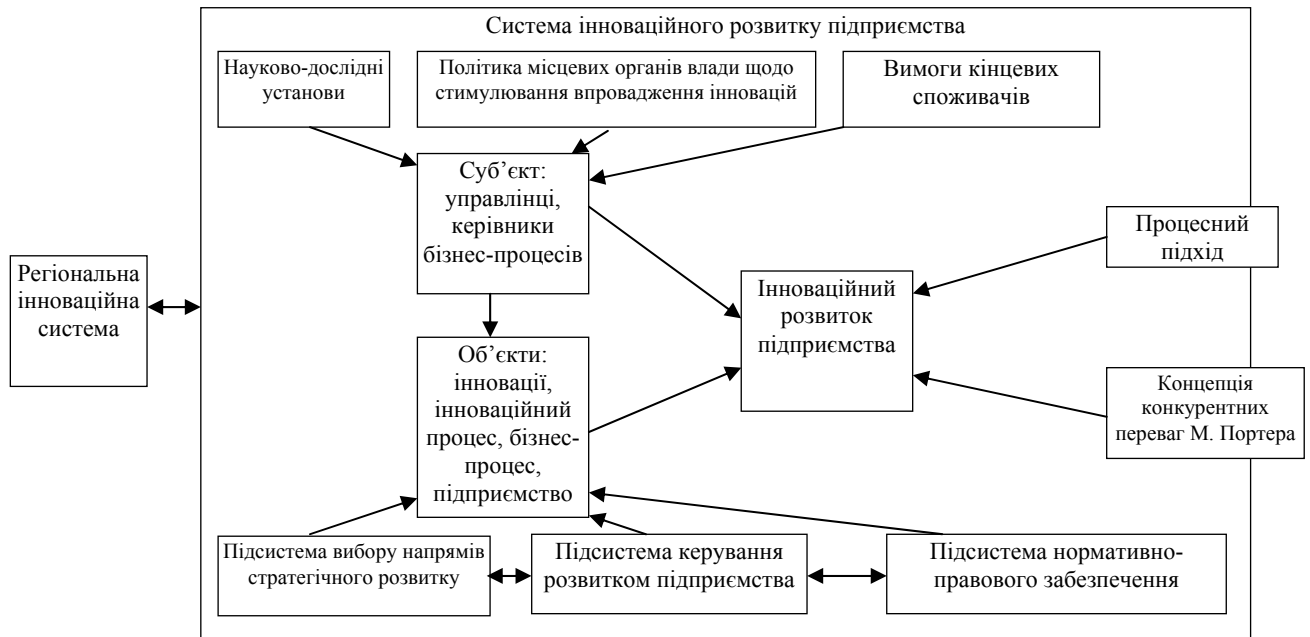 Система інноваційного розвитку підприємства
Науково-дослідні
установи
Політика місцевих органів влади щодо
стимулювання впровадження інновацій
Вимоги кінцевих
споживачів
Суб’єкт:
управлінці,
керівники
бізнес-процесів
Процесний
підхід
Регіональна
інноваційна
система
Інноваційний
розвиток
підприємства
Об’єкти:
інновації,
інноваційний
процес, бізнес-
процес,
підприємство
Концепція
конкурентних
переваг М. Портера
Підсистема вибору напрямів
стратегічного розвитку
Підсистема керування
розвитком підприємства
Підсистема нормативно-
правового забезпечення